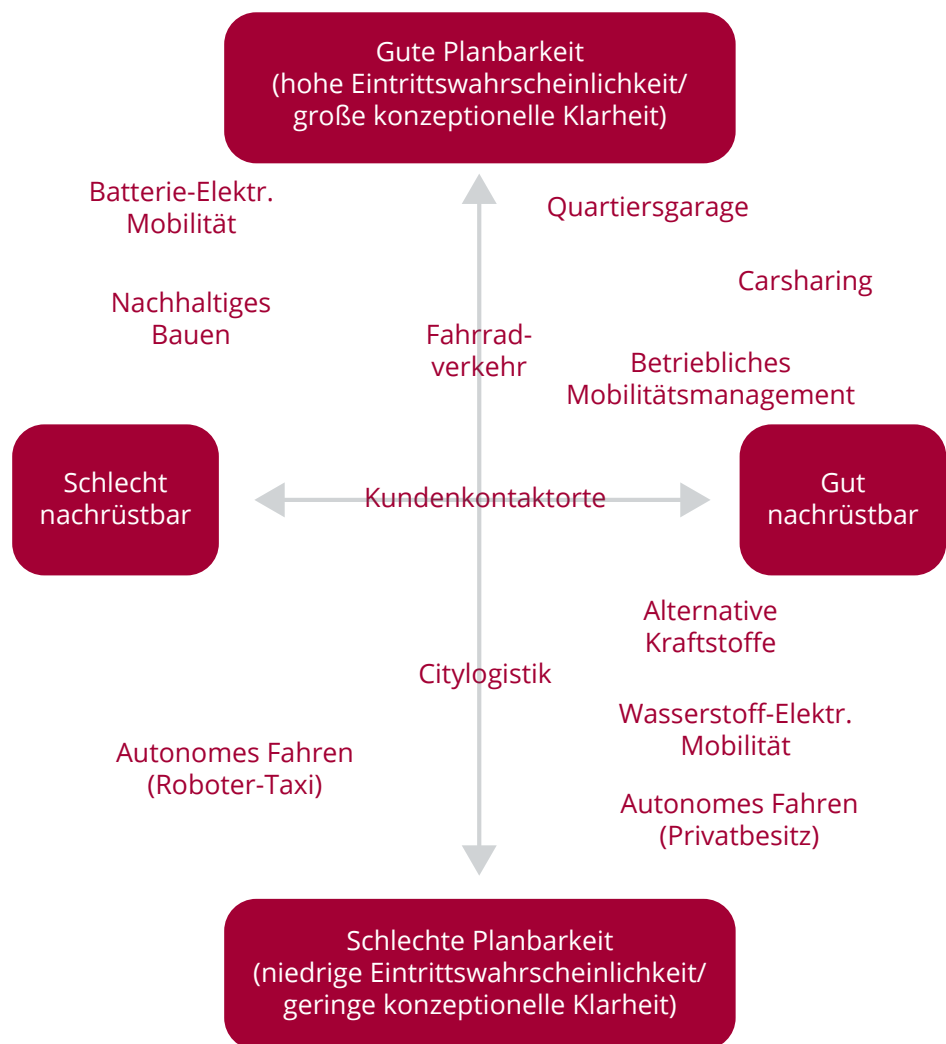 Gute Planbarkeit
(hohe Eintrittswahrscheinlichkeit/
große konzeptionelle Klarheit)
Batterie-Elektr.
Mobilität
Quartiersgarage
Carsharing
Nachhaltiges
Bauen
Fahrrad-
verkehr
Betriebliches
Mobilitätsmanagement
Schlecht
nachrüstbar
Kundenkontaktorte
Gut
nachrüstbar
Alternative
Kraftstoffe
Citylogistik
Wasserstoff-Elektr.
Mobilität
Autonomes Fahren
(Roboter-Taxi)
Autonomes Fahren
(Privatbesitz)
Schlechte Planbarkeit
(niedrige Eintrittswahrscheinlichkeit/
geringe konzeptionelle Klarheit)